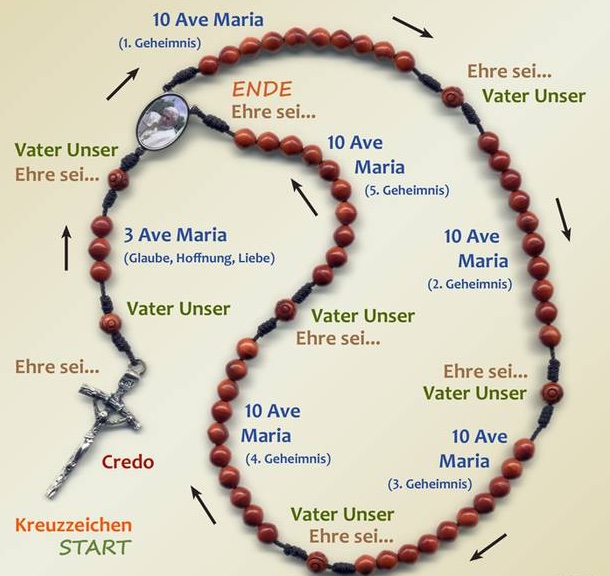 Kreuzzeichen
START
Credo
Ehre sei...
Vater Unser
3 Ave Maria
(Glaube, Hoffnung, Liebe)
Vater Unser
Ehre sei...
10 Ave Maria
(1. Geheimnis)
Ehre sei...
Vater Unser
10 Ave
Maria
(2. Geheimnis)
Ehre sei...
Vater Unser
10 Ave
Maria
(3. Geheimnis)
Vater Unser
Ehre sei...
10 Ave
Maria
(4. Geheimnis)
Vater Unser
Ehre sei...
10 Ave
Maria
(5. Geheimnis)
ENDE
Ehre sei...